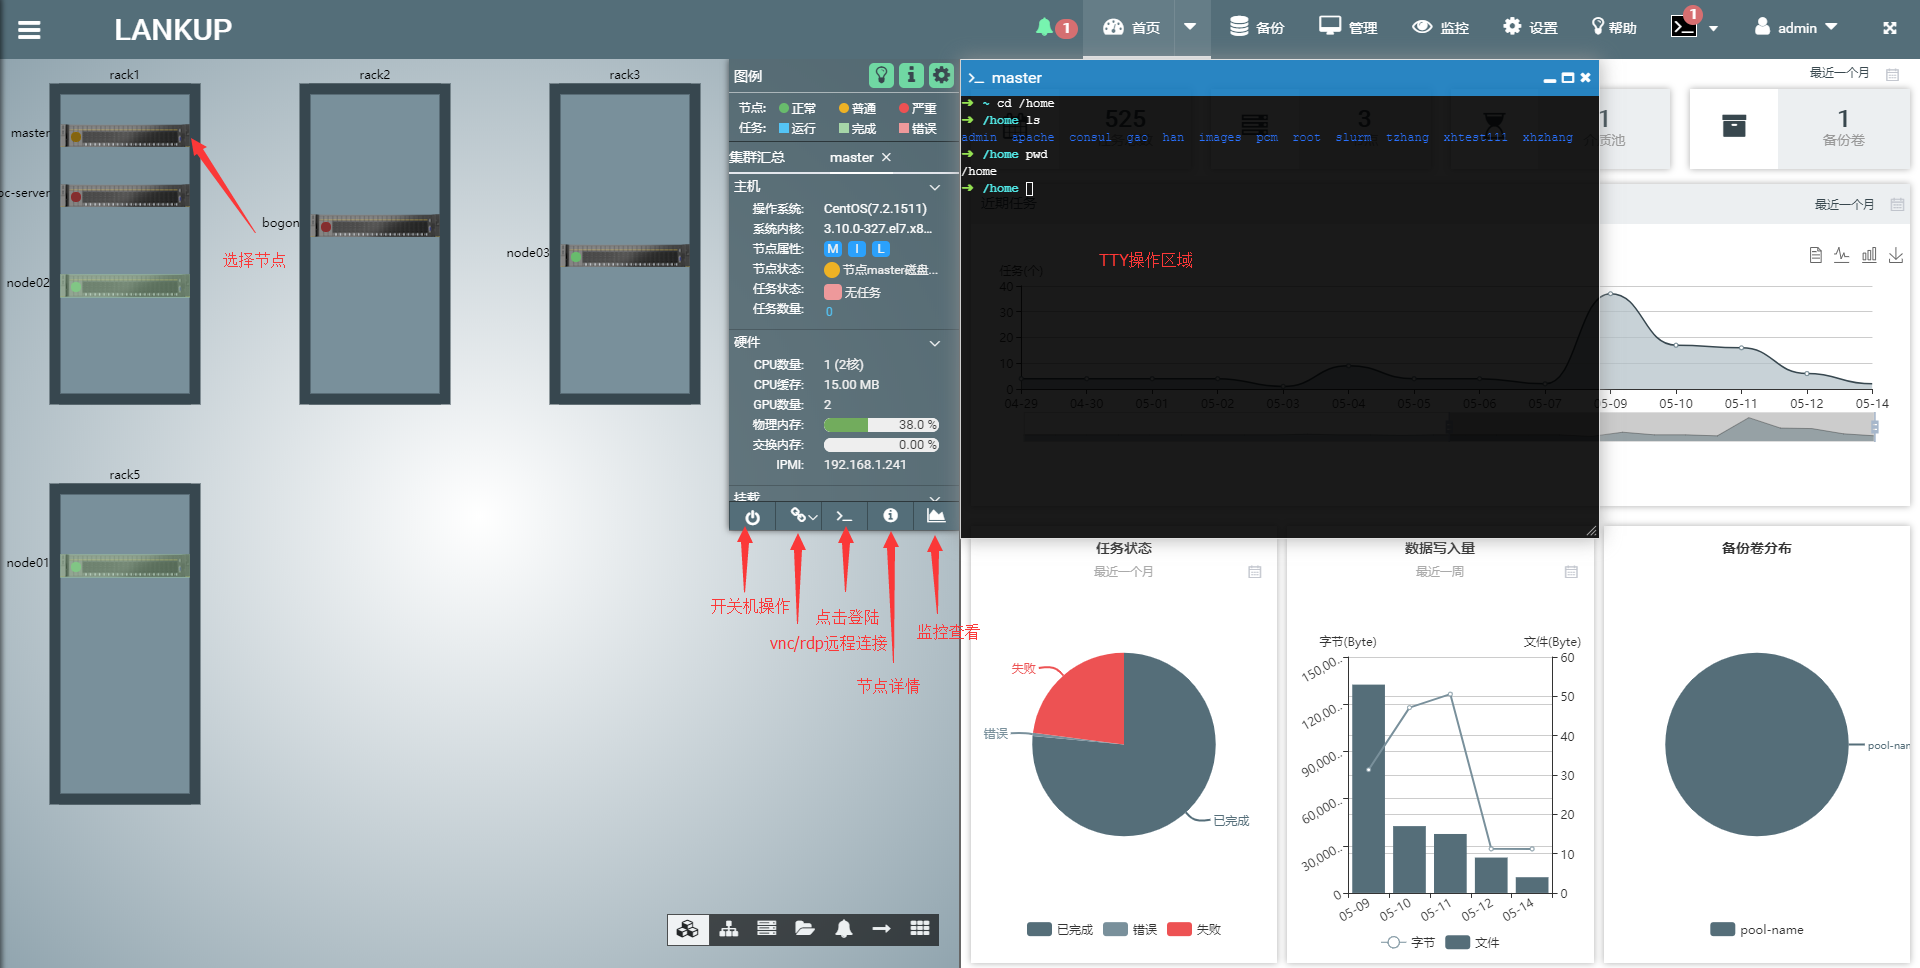 LANKUP
1
首页
备份
管理
监控
设置
帮助
1
admin
rack1
rack2
rack3
master
pc-server
bogon
node02
node03
选择节点
rack5
node01
图例
节点: 正常 普通 严重
任务: 运行 完成 错误
集群汇总 master ×
主机
操作系统: CentOS(7.2.1511)
系统内核: 3.10.0-327.el7.x8...
节点属性: M I L
节点状态: 节点master磁盘...
任务状态: 无任务
任务数量: 0
硬件
CPU数量: 1 (2核)
CPU缓存: 15.00 MB
GPU数量: 2
物理内存: 38.0 %
交换内存: 0.00 %
IPMI: 192.168.1.241
挂载
开关机操作
vnc/rdp远程连接
点击登陆
节点详情
监控查看
>_ master
→ ~ cd /home
→ /home ls
admin apache consul gao han images pcm root slurm tzhang xhtest111 xhzhang
→ /home pwd
/home
→ /home
TTY操作区域
最近一个月
525
3
1
介质池
1
备份卷
近期任务
最近一个月
任务(个)
40
30
20
10
0
04-29 04-30 05-01 05-02 05-03 05-04 05-05 05-06 05-07 05-09 05-10 05-11 05-12 05-14
任务状态
最近一个月
失败
错误
已完成
已完成 错误 失败
数据写入量
最近一周
字节(Byte) 文件(Byte)
150,00..
120,00..
90,000..
60,000..
30,000..
0
60
50
40
30
20
10
0
05-09 05-10 05-11 05-12 05-14
字节 文件
备份卷分布
pool-nam
pool-name